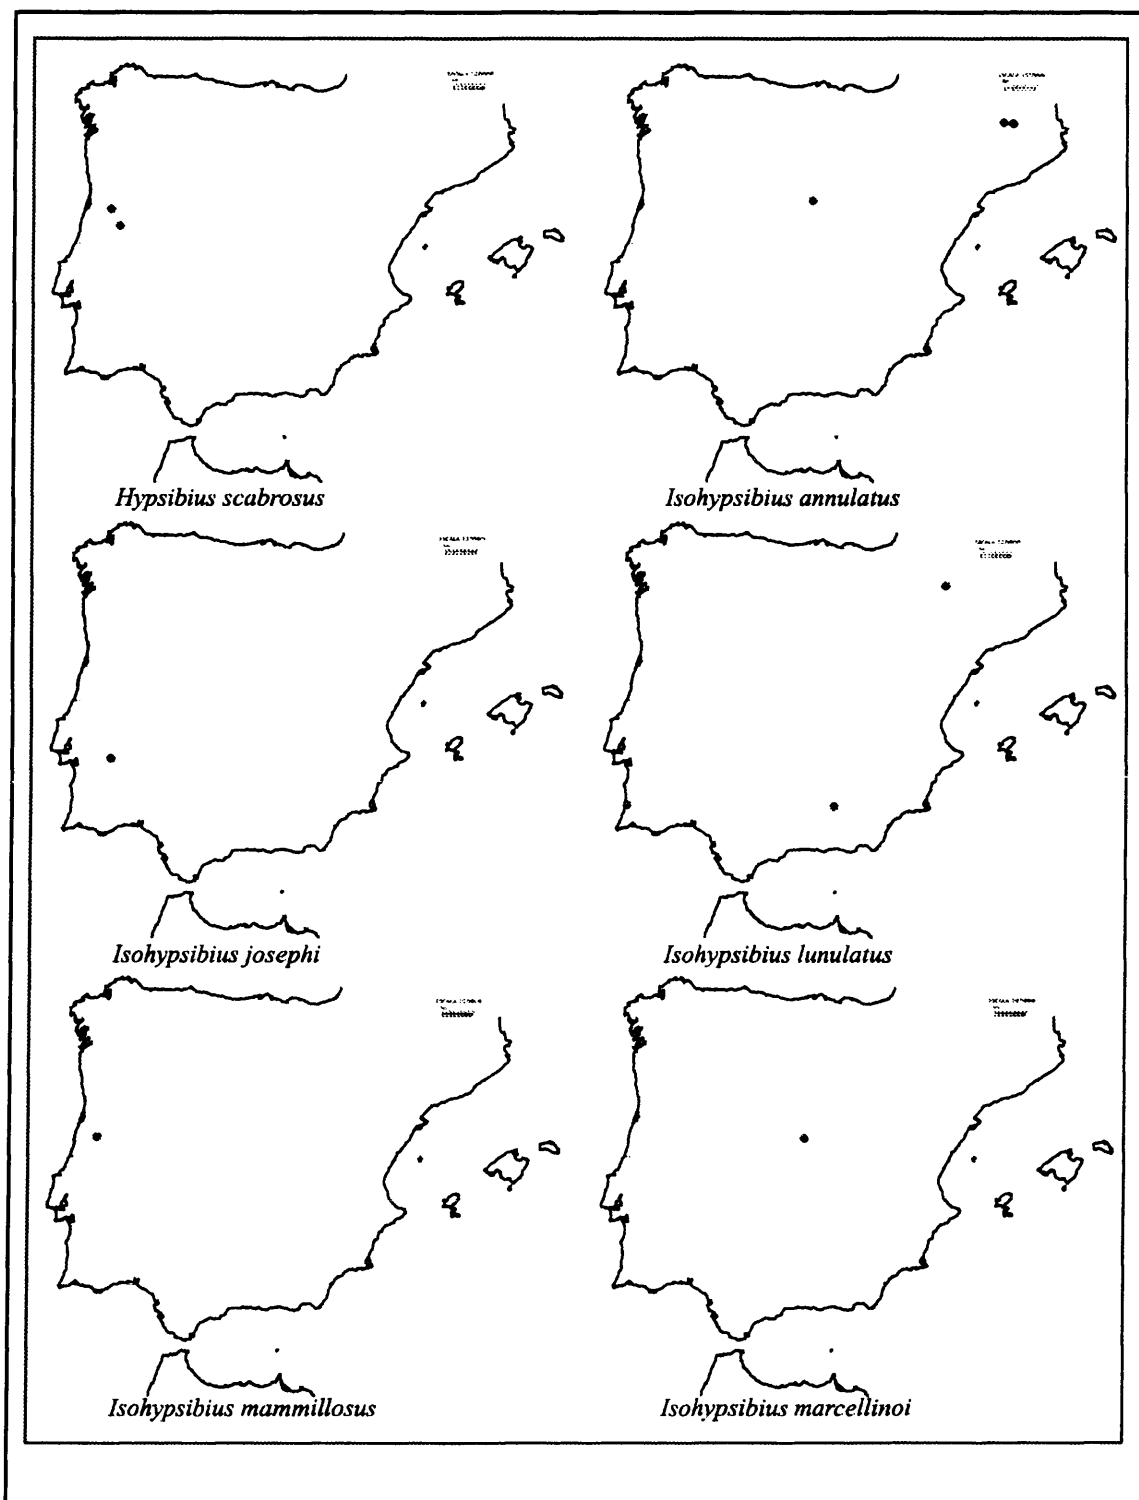 Hypsibius scabrosus
Isohypsibius annulatus
Isohypsibius josephi
Isohypsibius lunulatus
Isohypsibius mammillosus
Isohypsibius marcellinoi